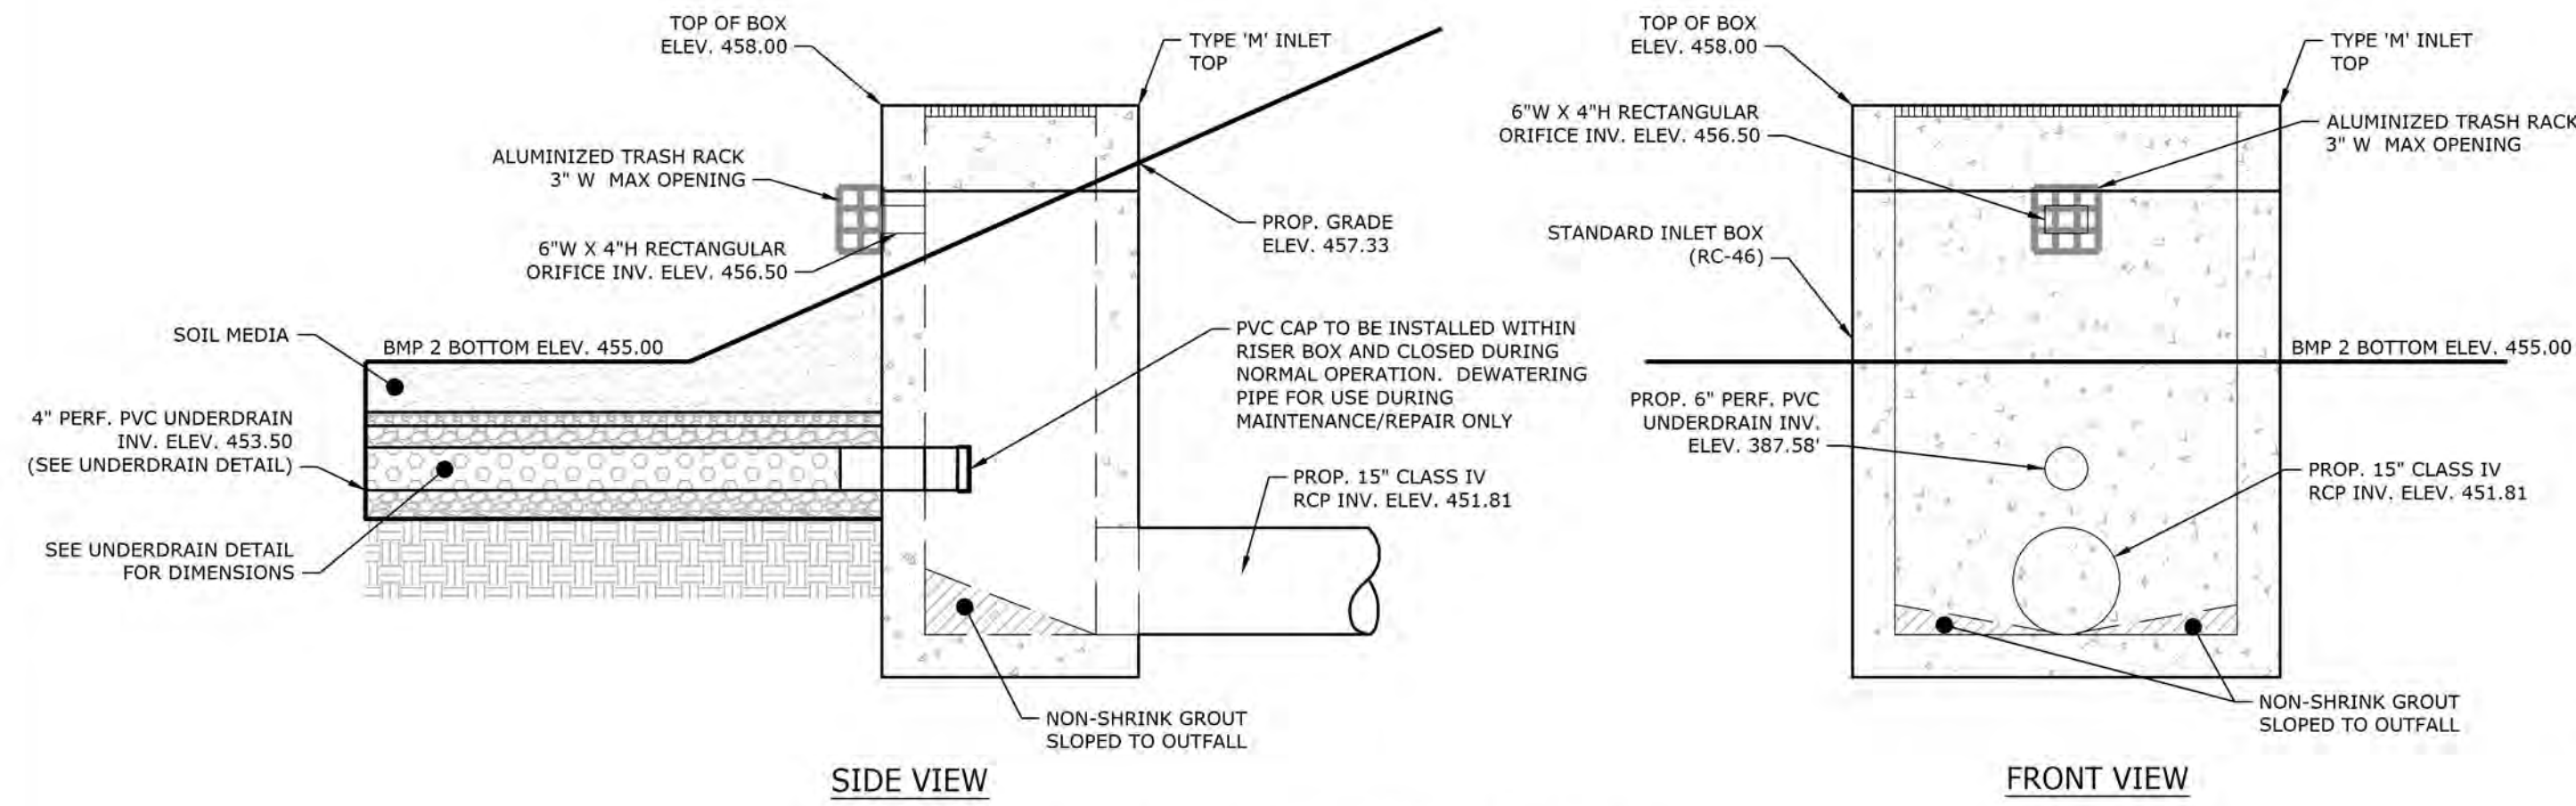 TOP OF BOX
ELEV. 458.00
TYPE 'M' INLET
TOP
ALUMINIZED TRASH RACK
3" W MAX OPENING
6"W X 4"H RECTANGULAR
ORIFICE INV. ELEV. 456.50
PROP. GRADE
ELEV. 457.33
SOIL MEDIA
BMP 2 BOTTOM ELEV. 455.00
PVC CAP TO BE INSTALLED WITHIN
RISER BOX AND CLOSED DURING
NORMAL OPERATION. DEWATERING
PIPE FOR USE DURING
MAINTENANCE/REPAIR ONLY
4" PERF. PVC UNDERDRAIN
INV. ELEV. 453.50
(SEE UNDERDRAIN DETAIL)
PROP. 15" CLASS IV
RCP INV. ELEV. 451.81
SEE UNDERDRAIN DETAIL
FOR DIMENSIONS
NON-SHRINK GROUT
SLOPED TO OUTFALL
SIDE VIEW
TOP OF BOX
ELEV. 458.00
TYPE 'M' INLET
TOP
6"W X 4"H RECTANGULAR
ORIFICE INV. ELEV. 456.50
ALUMINIZED TRASH RACK
3" W MAX OPENING
STANDARD INLET BOX
(RC-46)
BMP 2 BOTTOM ELEV. 455.00
PROP. 6" PERF. PVC
UNDERDRAIN INV.
ELEV. 387.58'
PROP. 15" CLASS IV
RCP INV. ELEV. 451.81
NON-SHRINK GROUT
SLOPED TO OUTFALL
FRONT VIEW